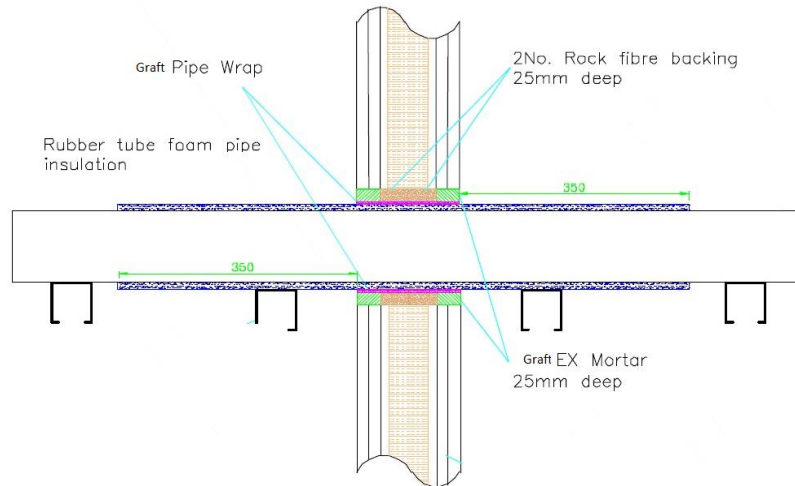 Graft Pipe Wrap
2No. Rock fibre backing
25mm deep
Rubber tube foam pipe
insulation
350
350
Graft EX Mortar
25mm deep